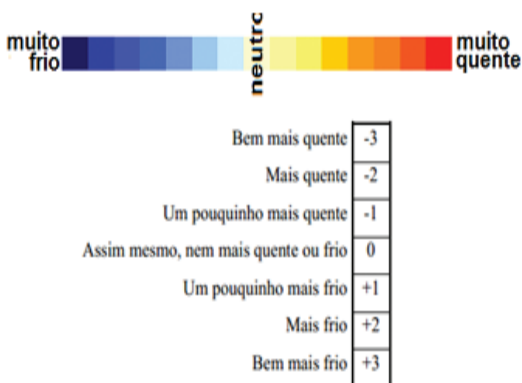 muito frio
neutrc
muito quente
Bem mais quente -3
Mais quente -2
Um pouquinho mais quente -1
Assim mesmo, nem mais quente ou frio 0
Um pouquinho mais frio +1
Mais frio +2
Bem mais frio +3